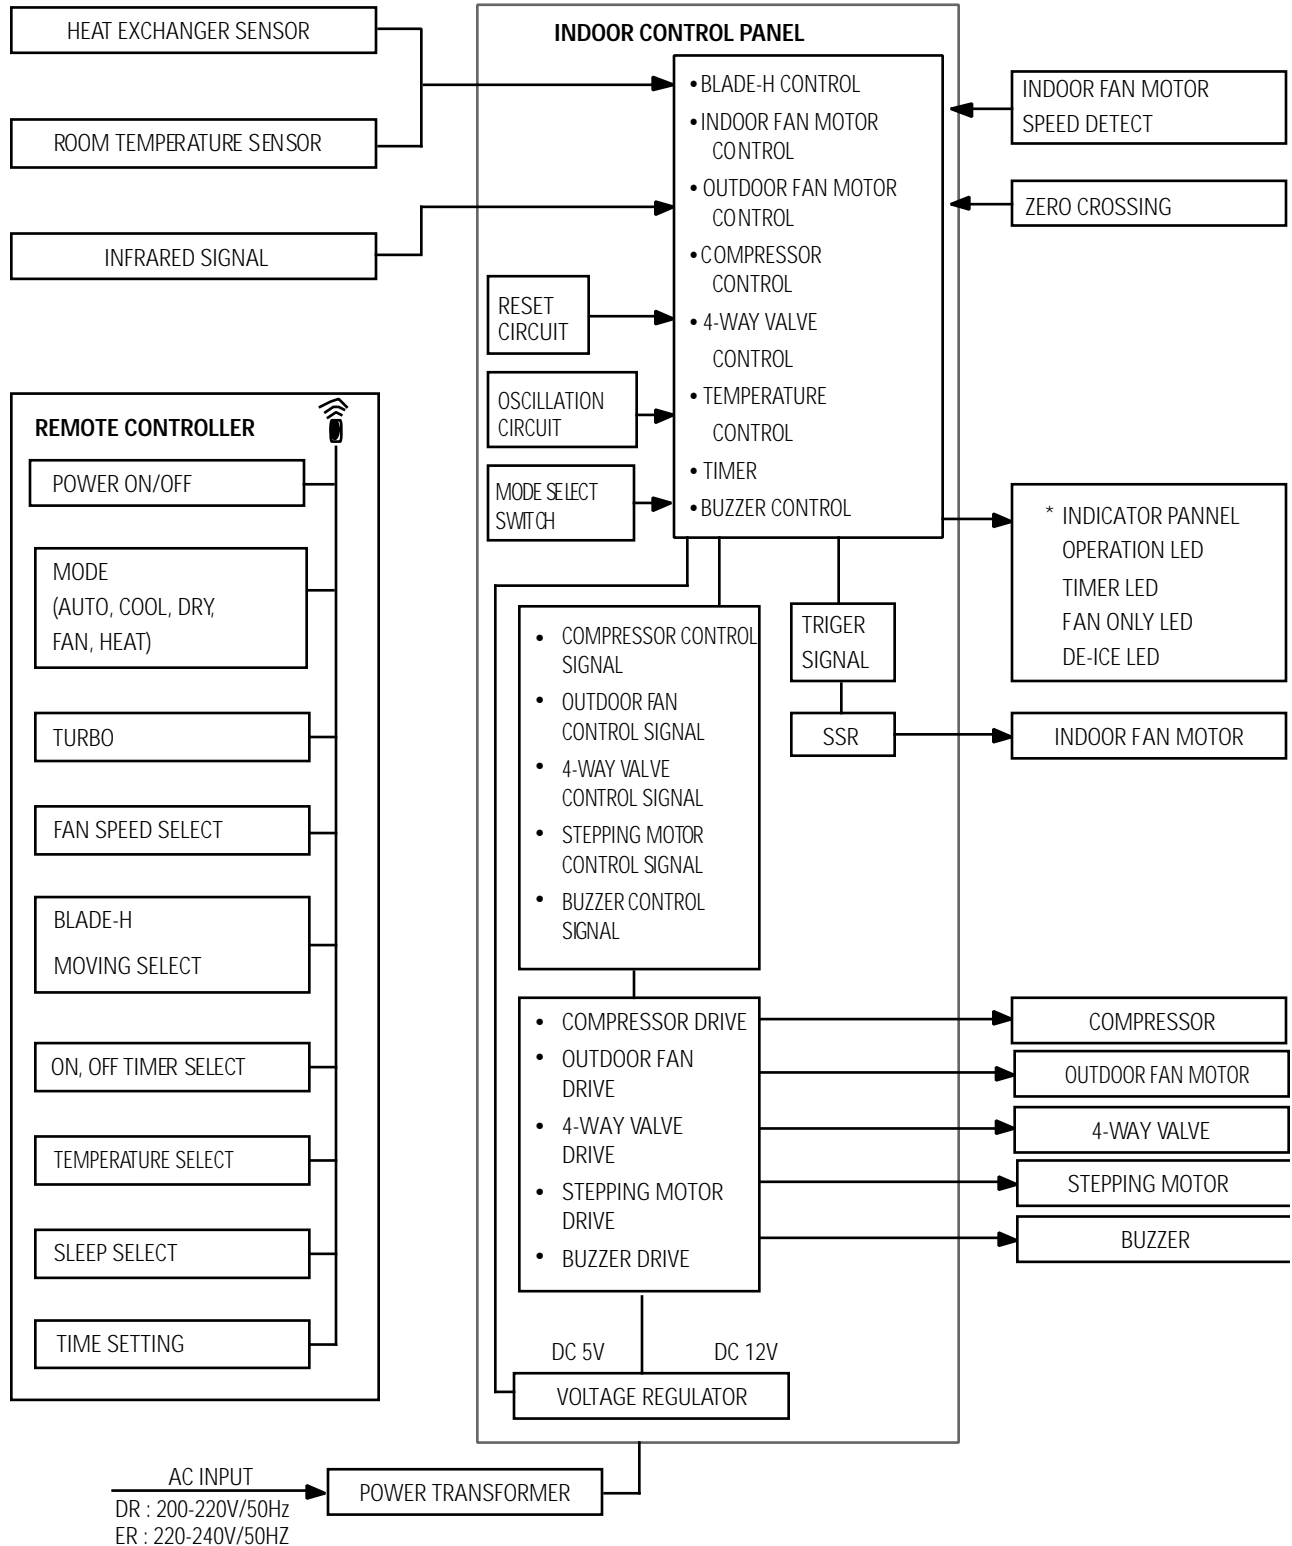 HEAT EXCHANGER SENSOR
ROOM TEMPERATURE SENSOR
INFRARED SIGNAL
INDOOR CONTROL PANEL
• BLADE-H CONTROL
• INDOOR FAN MOTOR
CONTROL
• OUTDOOR FAN MOTOR
CONTROL
• COMPRESSOR
CONTROL
• 4-WAY VALVE
CONTROL
• TEMPERATURE
CONTROL
• TIMER
• BUZZER CONTROL
INDOOR FAN MOTOR
SPEED DETECT
ZERO CROSSING
RESET
CIRCUIT
OSCILLATION
CIRCUIT
MODE SELECT
SWITCH
REMOTE CONTROLLER
POWER ON/OFF
MODE
(AUTO, COOL, DRY,
FAN, HEAT)
TURBO
FAN SPEED SELECT
BLADE-H
MOVING SELECT
ON, OFF TIMER SELECT
TEMPERATURE SELECT
SLEEP SELECT
TIME SETTING
* INDICATOR PANNEL
OPERATION LED
TIMER LED
FAN ONLY LED
DE-ICE LED
• COMPRESSOR CONTROL
SIGNAL
• OUTDOOR FAN
CONTROL SIGNAL
• 4-WAY VALVE
CONTROL SIGNAL
• STEPPING MOTOR
CONTROL SIGNAL
• BUZZER CONTROL
SIGNAL
TRIGER
SIGNAL
SSR
INDOOR FAN MOTOR
• COMPRESSOR DRIVE
• OUTDOOR FAN
DRIVE
• 4-WAY VALVE
DRIVE
• STEPPING MOTOR
DRIVE
• BUZZER DRIVE
COMPRESSOR
OUTDOOR FAN MOTOR
4-WAY VALVE
STEPPING MOTOR
BUZZER
DC 5V
DC 12V
VOLTAGE REGULATOR
AC INPUT
DR : 200-220V/50Hz
ER : 220-240V/50HZ
POWER TRANSFORMER